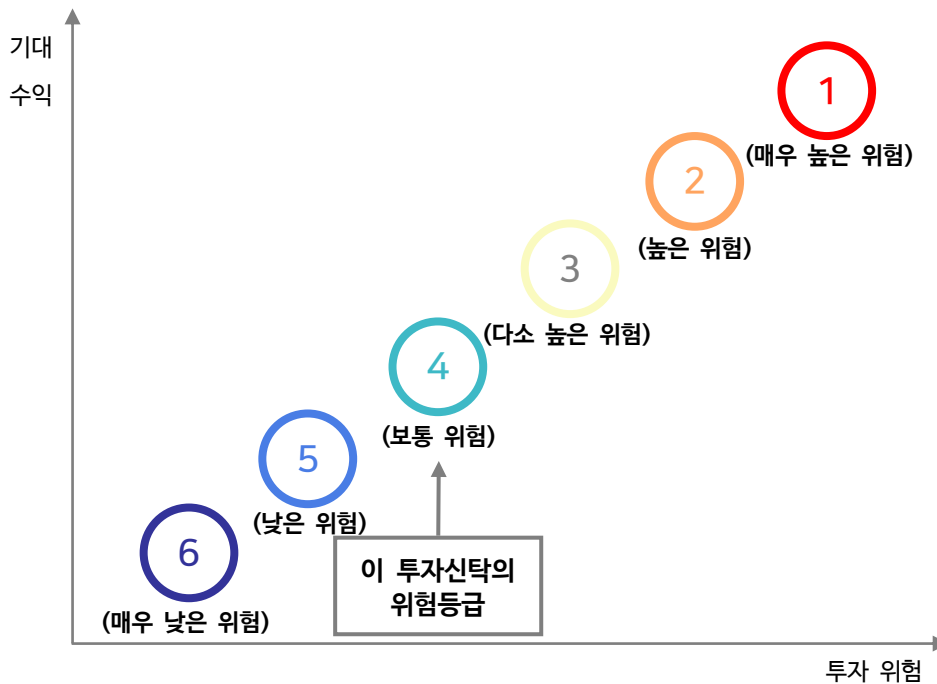 기대
수익
1
(매우 높은 위험)
2
(높은 위험)
3
(다소 높은 위험)
4
(보통 위험)
5
(낮은 위험)
6
(매우 낮은 위험)
이 투자신탁의
위험등급
투자 위험